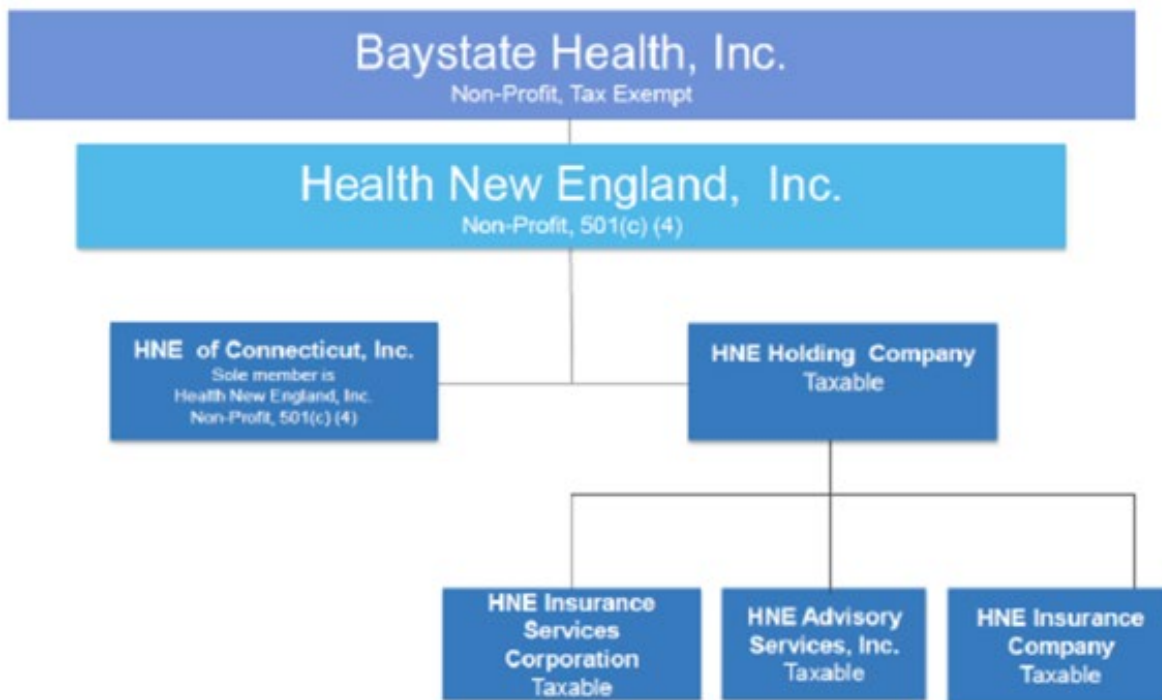 Baystate Health, Inc.
Non-Profit, Tax Exempt
Health New England, Inc.
Non-Profit, 501(c) (4)
HNE of Connecticut, Inc.
Sole member is
Health New England, Inc.
Non-Profit, 501(c) (4)
HNE Holding Company
Taxable
HNE Insurance
Services
Corporation
Taxable
HNE Advisory
Services, Inc.
Taxable
HNE Insurance
Company
Taxable